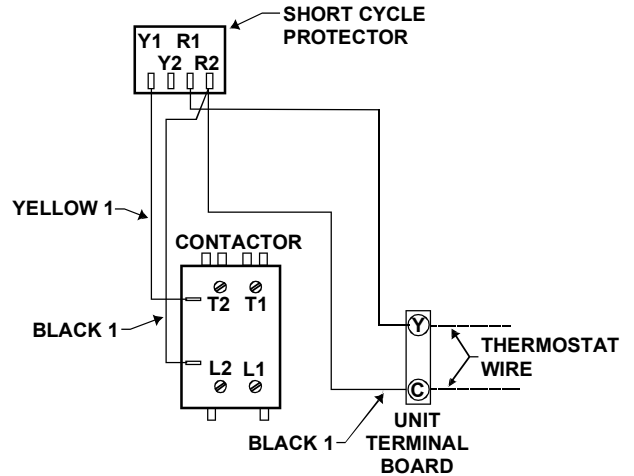 SHORT CYCLE
PROTECTOR
Y1 R1
Y2 R2
YELLOW 1
CONTACTOR
T2 T1
BLACK 1
L2 L1
Y
THERMOSTAT
WIRE
C
BLACK 1
UNIT
TERMINAL
BOARD